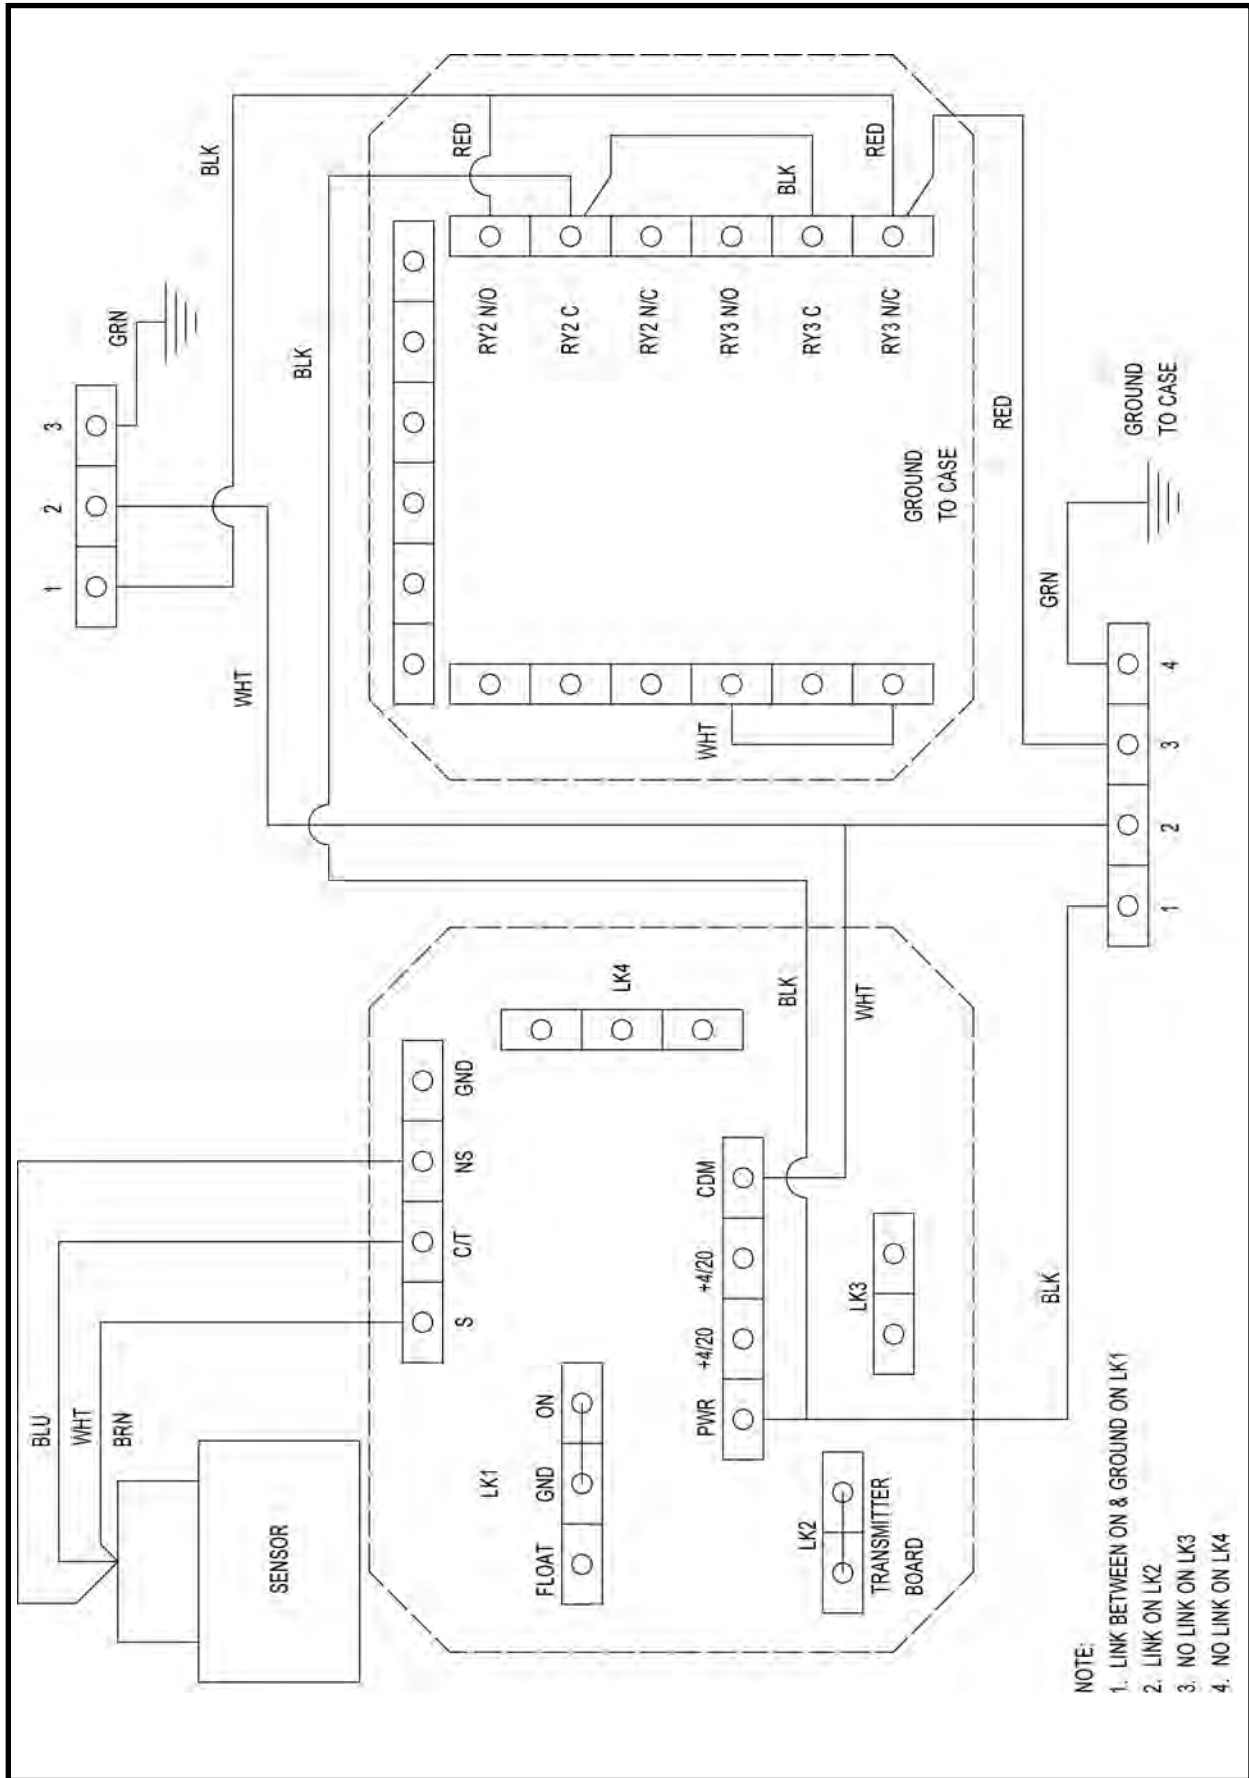 1 2 3
BLU
WHT
BRN
GRN
BLK
WHT
SENSOR
BLK
S C/T NS GND
RED
LK1
RY2 N/O
FLOAT GND ON
RY2 C
LK4
RY2 N/C
PWR +4/20 +4/20 CDM
WHT
RY3 N/O
BLK
BLK
RY3 C
LK2
LK3
WHT
RED
RY3 N/C
TRANSMITTER
BOARD
GROUND
TO CASE
RED
BLK
GRN
GROUND
TO CASE
1 2 3 4
NOTE:
1. LINK BETWEEN ON & GROUND ON LK1
2. LINK ON LK2
3. NO LINK ON LK3
4. NO LINK ON LK4